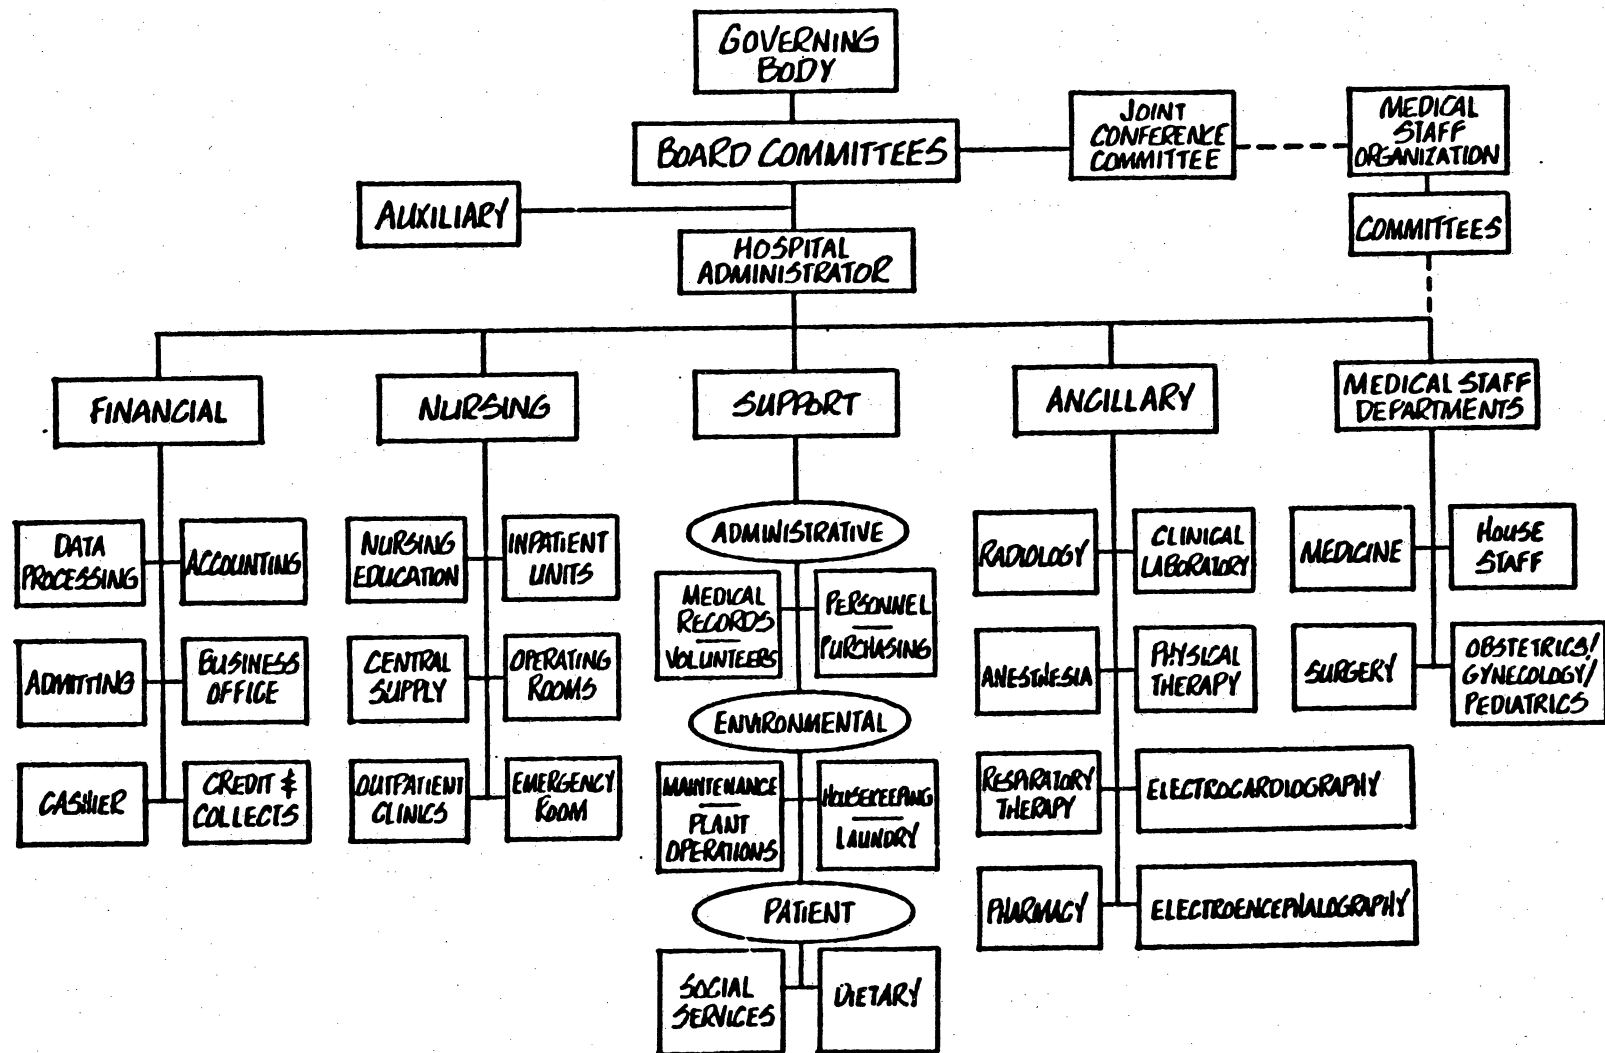 GOVERNING
BODY
BOARD COMMITTEES
JOINT
CONFERENCE
COMMITTEE
MEDICAL
STAFF
ORGANIZATION
AUXILIARY
COMMITTEES
HOSPITAL
ADMINISTRATOR
FINANCIAL
NURSING
SUPPORT
ANCILLARY
MEDICAL STAFF
DEPARTMENTS
DATA
PROCESSING
ACCOUNTING
ADMITTING
BUSINESS
OFFICE
CASHIER
CREDIT &
COLLECTS
NURSING
EDUCATION
INPATIENT
UNITS
CENTRAL
SUPPLY
OPERATING
ROOMS
OUTPATIENT
CLINICS
EMERGENCY
ROOM
ADMINISTRATIVE
MEDICAL
RECORDS
VOLUNTEERS
PERSONNEL
PURCHASING
ENVIRONMENTAL
MAINTENANCE
PLANT
OPERATIONS
HOUSEKEEPING
LAUNDRY
PATIENT
SOCIAL
SERVICES
DIETARY
RADIOLOGY
CLINICAL
LABORATORY
ANESTHESIA
PHYSICAL
THERAPY
RESPIRATORY
THERAPY
ELECTROCARDIOGRAPHY
PHARMACY
ELECTROENCEPHALOGRAPHY
MEDICINE
HOUSE
STAFF
SURGERY
OBSTETRICS/
GYNECOLOGY/
PEDIATRICS